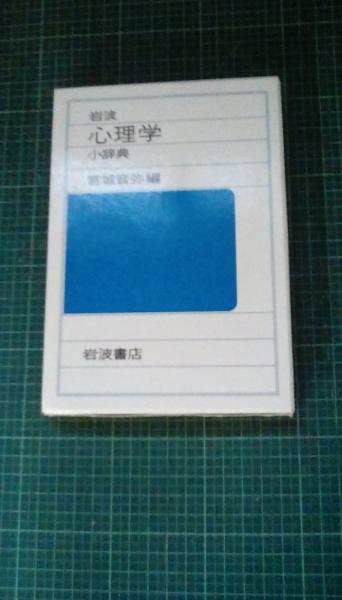 岩波
心理学
小辞典
宮城音弥編
岩波書店